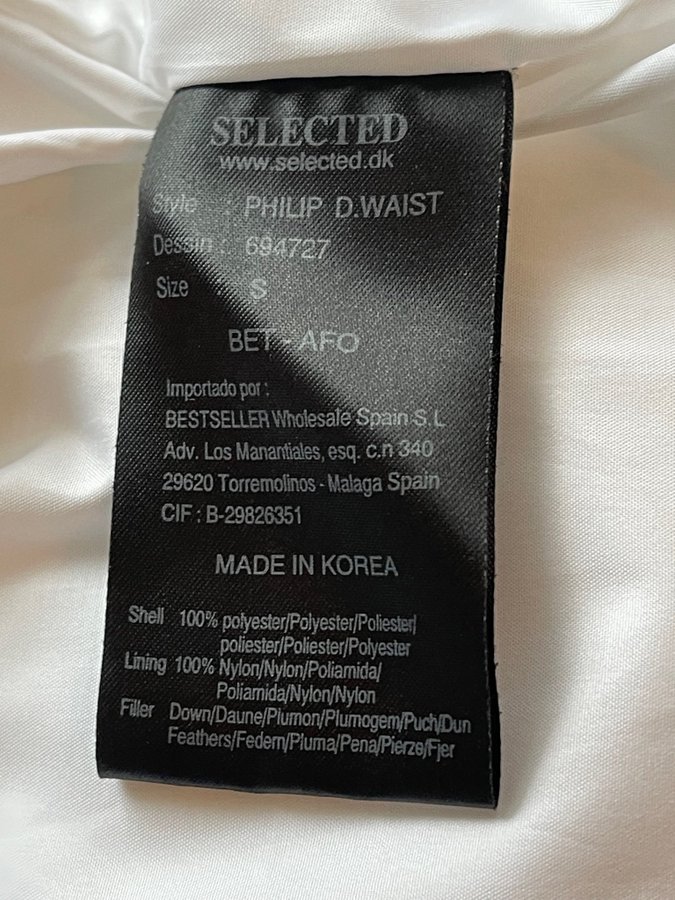 SELECTED
www.selected.dk
Style : PHILIP D.WAIST
Dessin : 694727
Size S
BET - AFO
Importado por :
BESTSELLER Wholesale Spain S.L
Adv. Los Manantiales, esq. c.n 340
29620 Torremolinos - Malaga Spain
CIF : B-29826351
MADE IN KOREA
Shell 100% polyester/Polyester/Poliester/
poliester/Poliester/Polyester
Lining 100% Nylon/Nylon/Poliamida/
Poliamida/Nylon/Nylon
Filler Down/Daune/Plumon/Plumogem/Puch/Dun
Feathers/Federn/Pluma/Pena/Pierze/Fjer